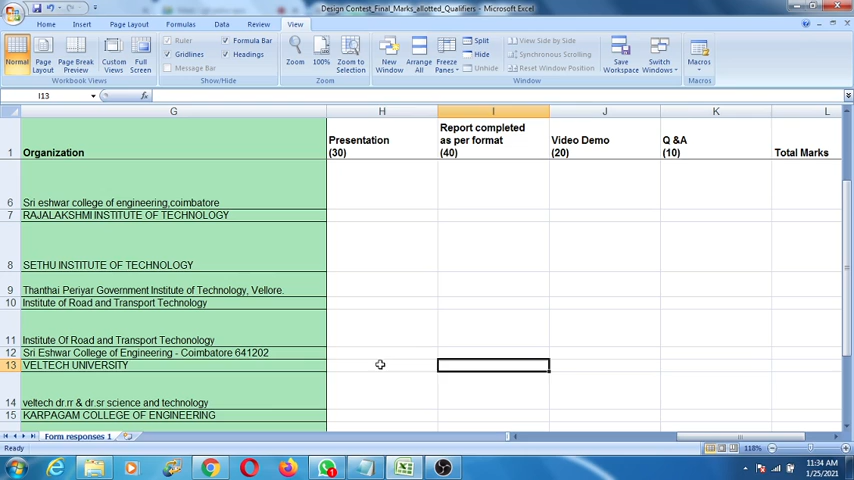 Design Contest_Final_Marks_allotted_Qualifiers - Microsoft Excel
Home Insert Page Layout Formulas Data Review View
Normal
Page Layout
Page Break Preview
Custom Views
Full Screen
Workbook Views
Ruler
Gridlines
Message Bar
Formula Bar
Headings
Show/Hide
Zoom
100%
Zoom to Selection
Zoom
New Window
Arrange All
Freeze Panes
Split
Hide
Unhide
View Side by Side
Synchronous Scrolling
Reset Window Position
Window
Save Workspace
Switch Windows
Macros
Macros
I13
fx
G H I J K L
1 Organization
Presentation
(30)
Report completed
as per format
(40)
Video Demo
(20)
Q &A
(10)
Total Marks
6 Sri eshwar college of engineering,coimbatore
7 RAJALAKSHMI INSTITUTE OF TECHNOLOGY
8 SETHU INSTITUTE OF TECHNOLOGY
9 Thanthai Periyar Government Institute of Technology, Vellore.
10 Institute of Road and Transport Technology
11 Institute Of Road and Transport Techonology
12 Sri Eshwar College of Engineering - Coimbatore 641202
13 VELTECH UNIVERSITY
14 veltech dr.rr & dr.sr science and technology
15 KARPAGAM COLLEGE OF ENGINEERING
Form responses 1
Ready
118%
11:34 AM
1/25/2021